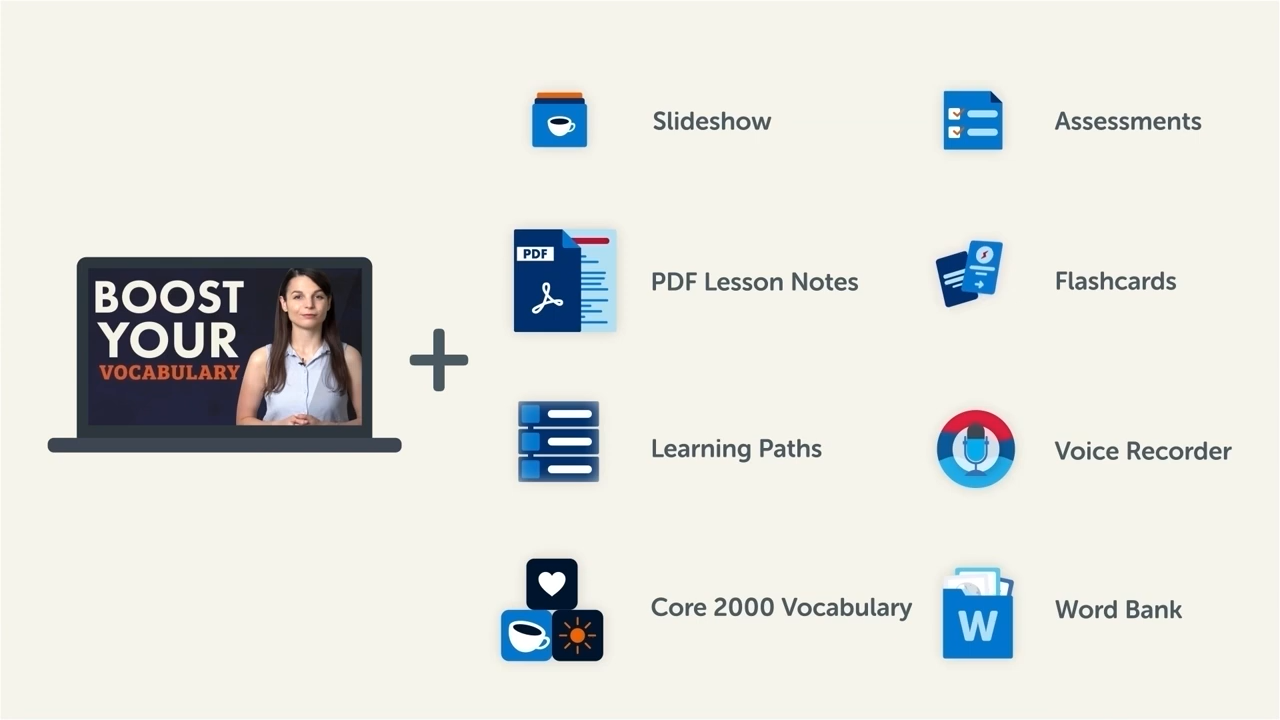 BOOST
YOUR
VOCABULARY
Slideshow
Assessments
PDF
PDF Lesson Notes
Flashcards
Learning Paths
Voice Recorder
Core 2000 Vocabulary
W
Word Bank